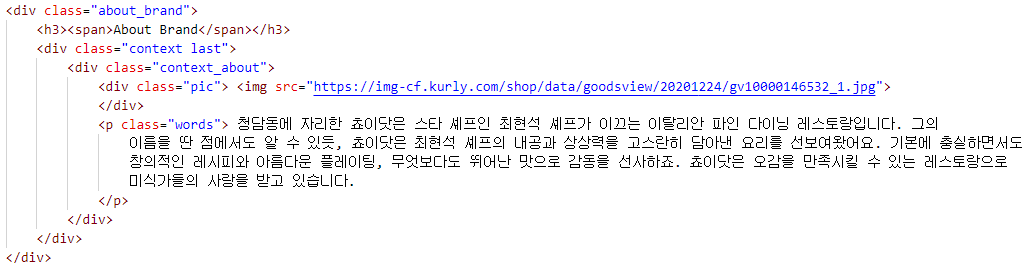 <div class="about_brand">
<h3><span>About Brand</span></h3>
<div class="context last">
<div class="context_about">
<div class="pic"> <img src="https://img-cf.kurly.com/shop/data/goodsview/20201224/gv10000146532_1.jpg">
</div>
<p class="words"> 청담동에 자리한 쵸이닷은 스타 셰프인 최현석 셰프가 이끄는 이탈리안 파인 다이닝 레스토랑입니다. 그의
이름을 딴 점에서도 알 수 있듯, 쵸이닷은 최현석 셰프의 내공과 상상력을 고스란히 담아낸 요리를 선보여왔어요. 기본에 충실하면서도
창의적인 레시피와 아름다운 플레이팅, 무엇보다도 뛰어난 맛으로 감동을 선사하죠. 쵸이닷은 오감을 만족시킬 수 있는 레스토랑으로
미식가들의 사랑을 받고 있습니다.
</p>
</div>
</div>
</div>